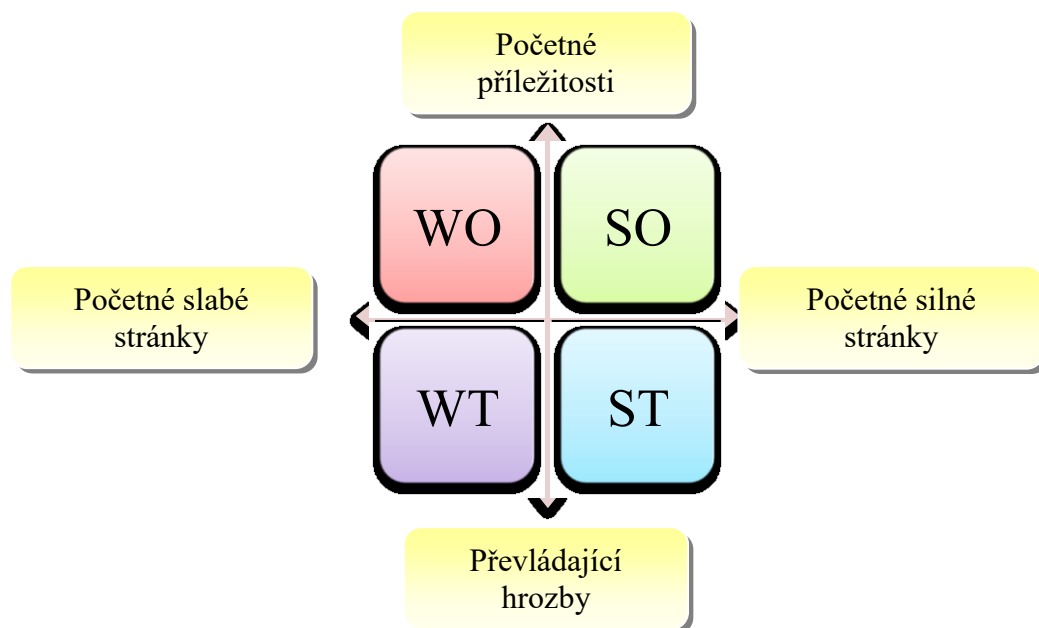 Početné
příležitosti
WO
SO
Početné slabé
stránky
Početné silné
stránky
WT
ST
Převládající
hrozby